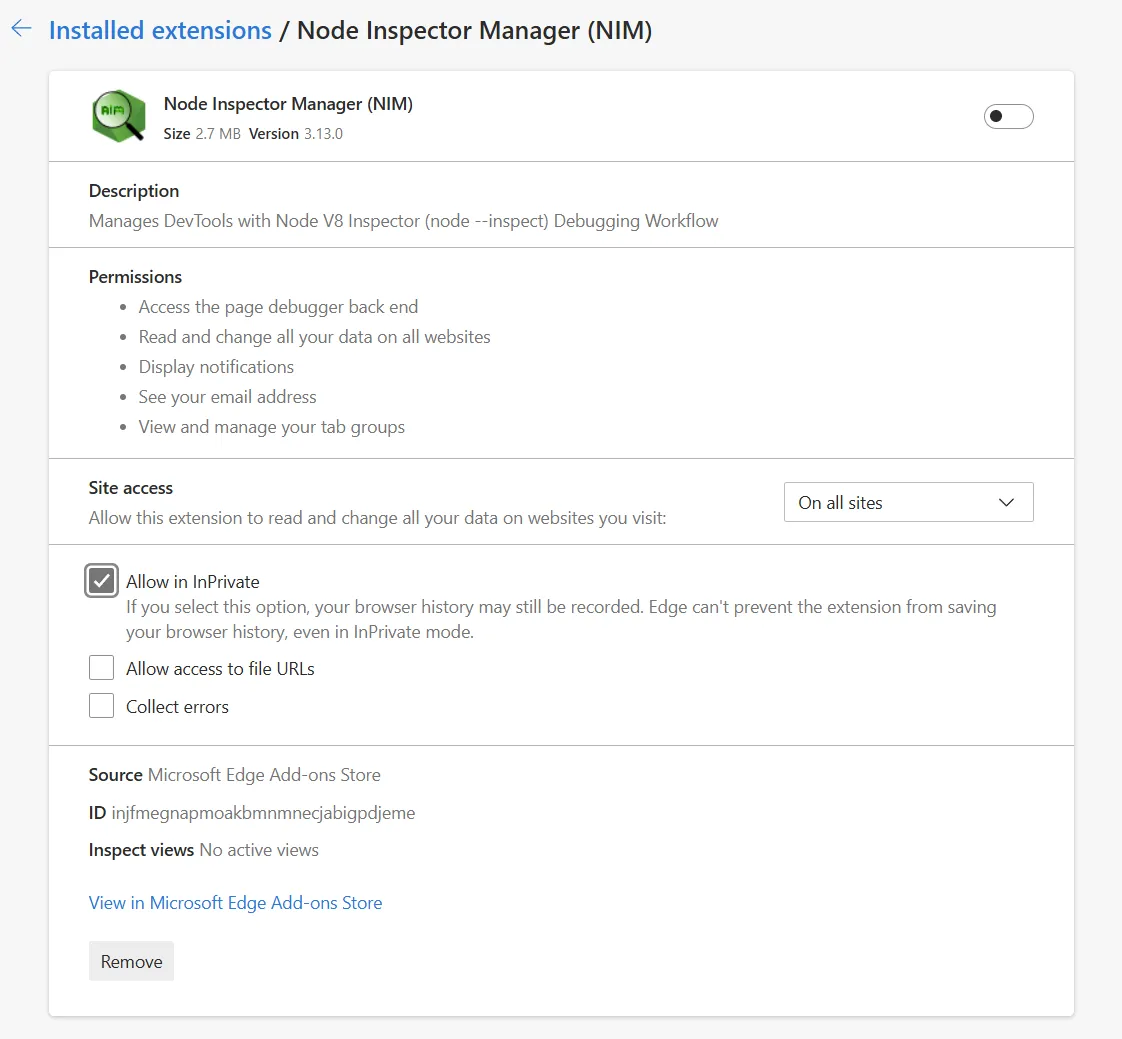 Installed extensions / Node Inspector Manager (NIM)
NIM
Node Inspector Manager (NIM)
Size 2.7 MB Version 3.13.0
Description
Manages DevTools with Node V8 Inspector (node --inspect) Debugging Workflow
Permissions
Access the page debugger back end
Read and change all your data on all websites
Display notifications
See your email address
View and manage your tab groups
Site access
Allow this extension to read and change all your data on websites you visit:
On all sites
Allow in InPrivate
If you select this option, your browser history may still be recorded. Edge can't prevent the extension from saving
your browser history, even in InPrivate mode.
Allow access to file URLs
Collect errors
Source Microsoft Edge Add-ons Store
ID injfmegnapmoakbmnmnecjabigpdjeme
Inspect views No active views
View in Microsoft Edge Add-ons Store
Remove